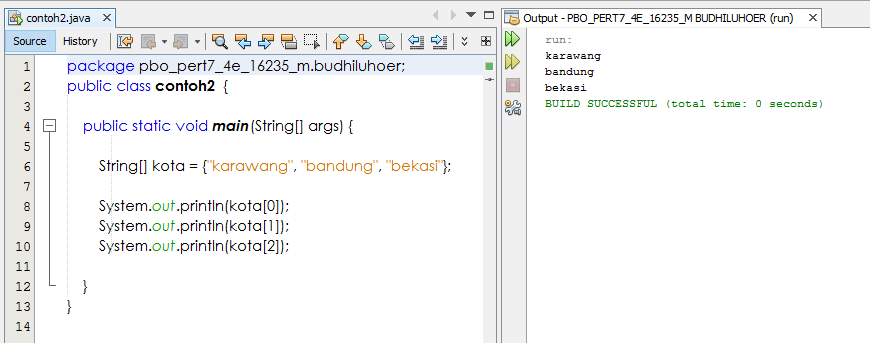 contoh2.java
Source History
1 package pbo_pert7_4e_16235_m.budhiluhoer;
2 public class contoh2 {
3
4 public static void main(String[] args) {
5
6 String[] kota = {"karawang", "bandung", "bekasi"};
7
8 System.out.println(kota[0]);
9 System.out.println(kota[1]);
10 System.out.println(kota[2]);
11
12 }
13 }
14
Output - PBO_PERT7_4E_16235_M BUDHILUHOER (run)
run:
karawang
bandung
bekasi
BUILD SUCCESSFUL (total time: 0 seconds)